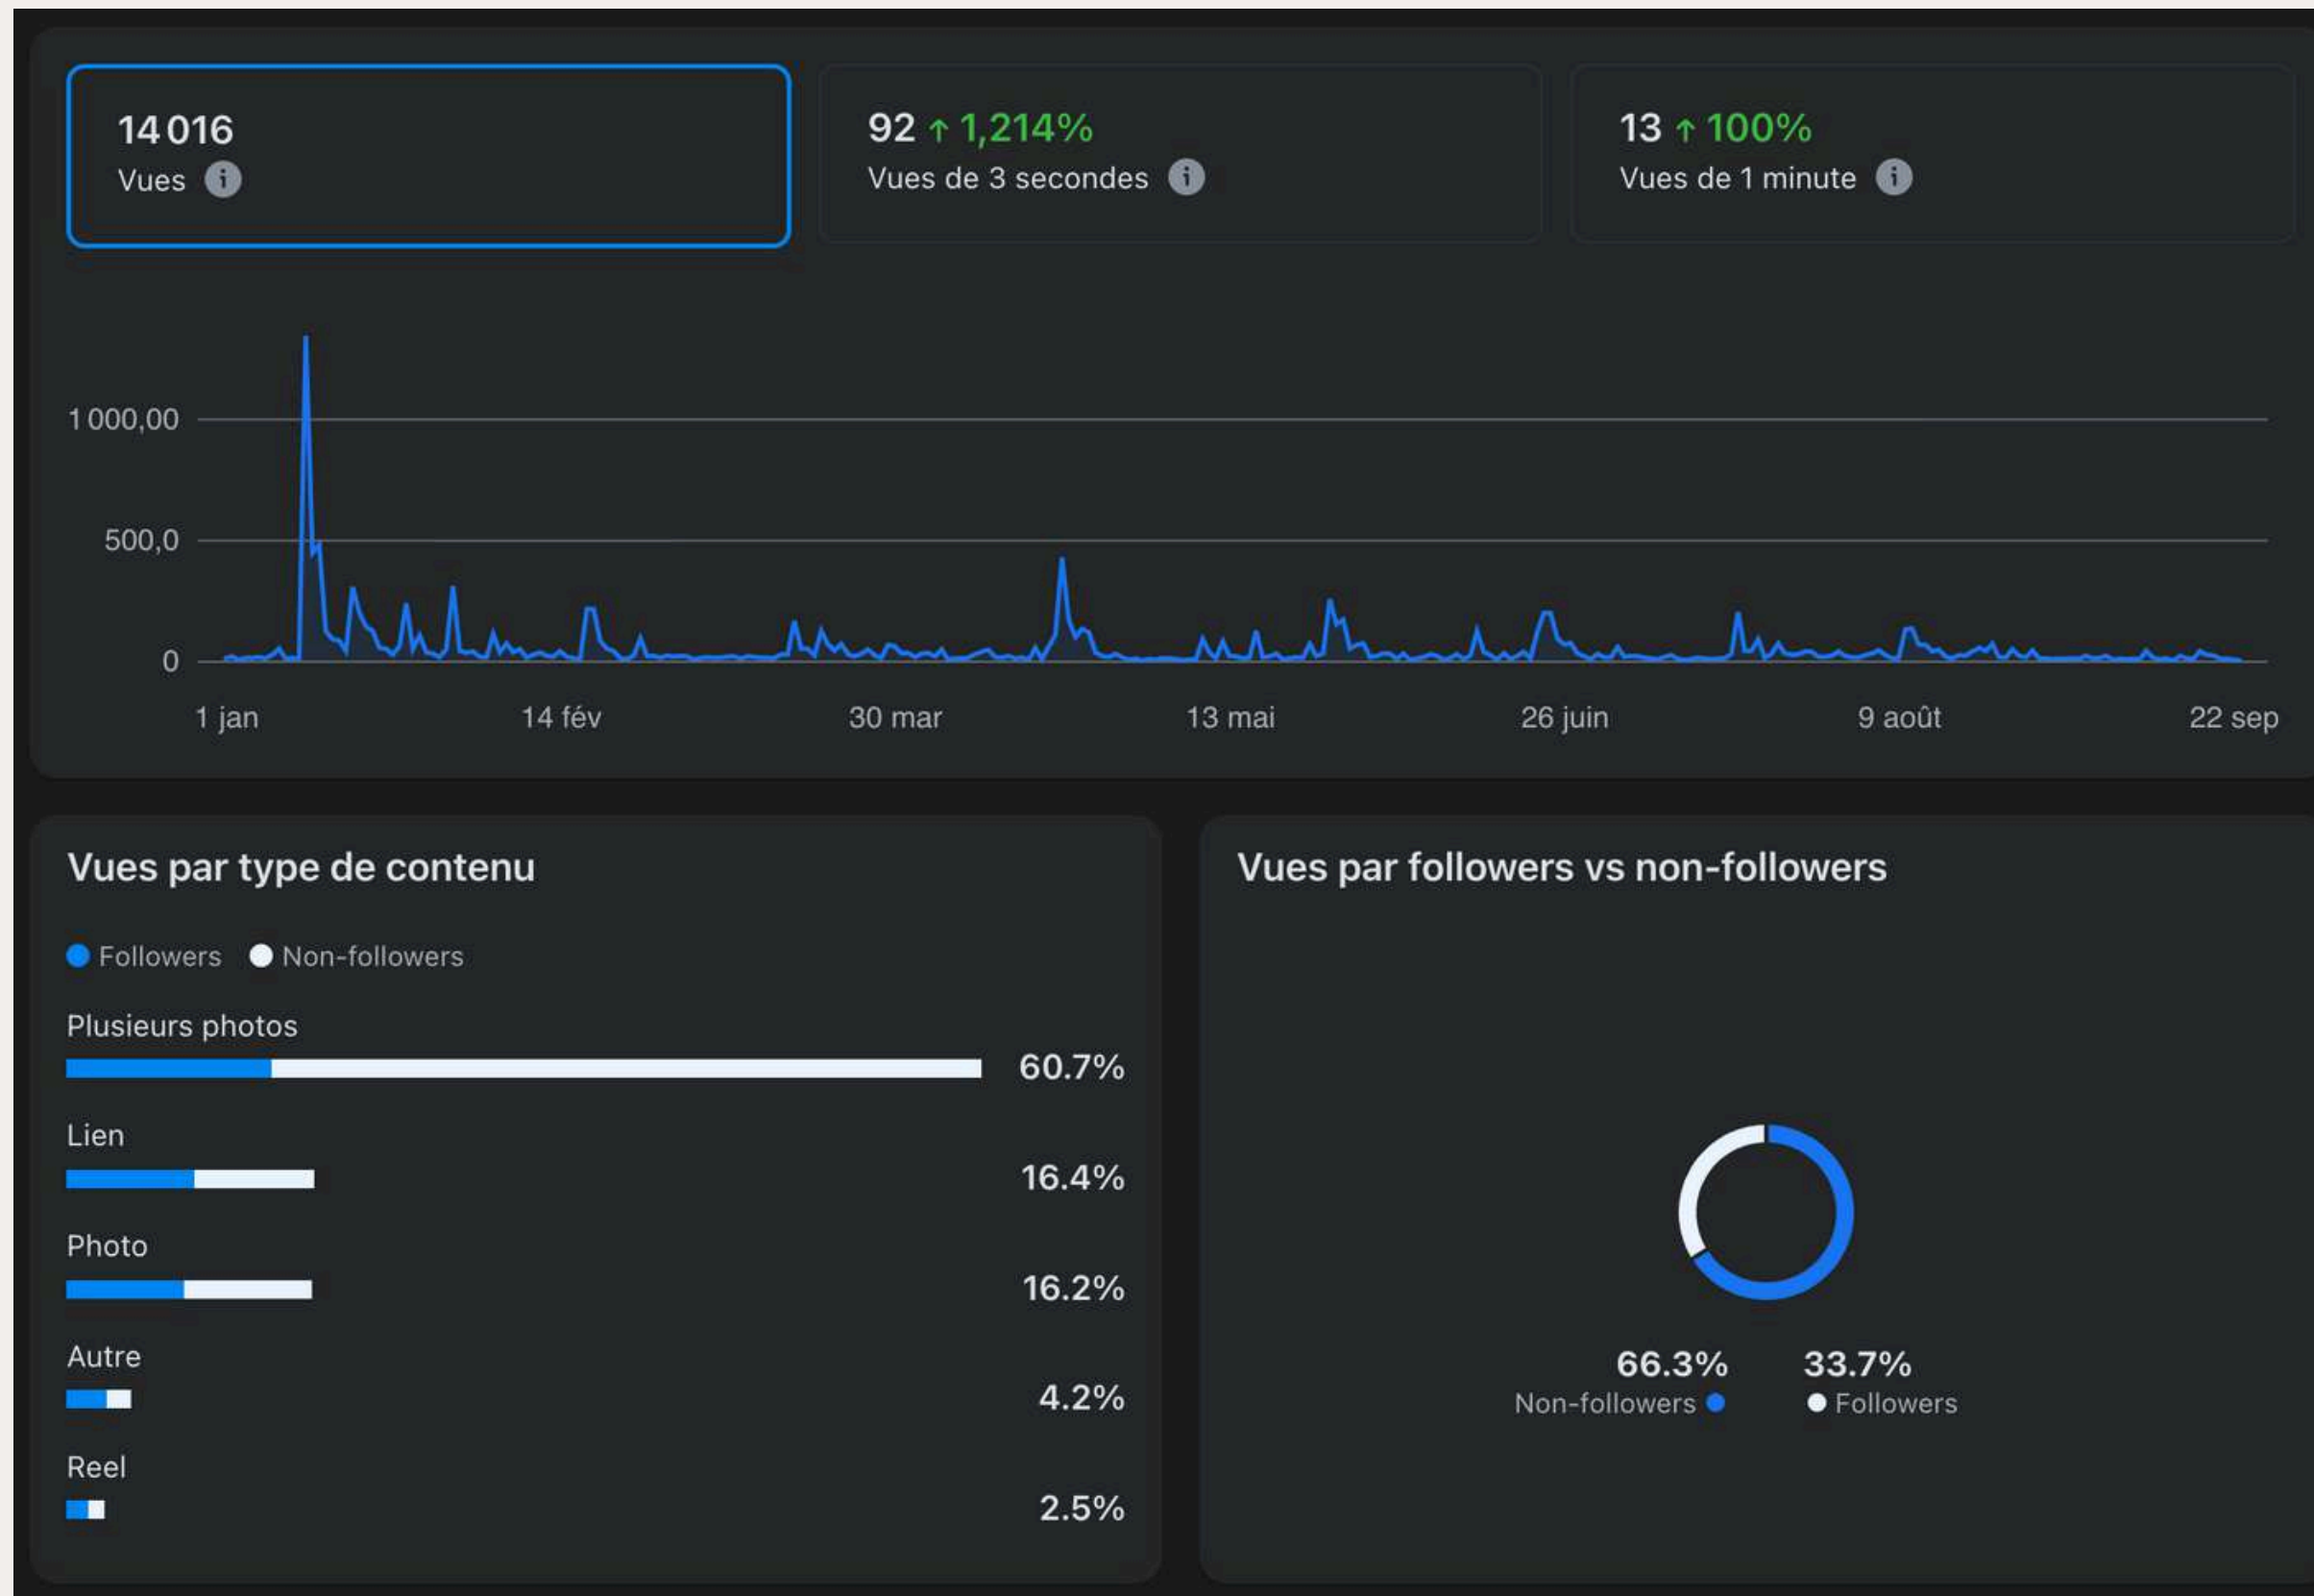 14 016
Vues
92 ↑ 1,214%
Vues de 3 secondes
13 ↑ 100%
Vues de 1 minute
1 000,00
500,0
0
1 jan 14 fév 30 mar 13 mai 26 juin 9 août 22 sep
Vues par type de contenu
Followers Non-followers
Plusieurs photos
60.7%
Lien
16.4%
Photo
16.2%
Autre
4.2%
Reel
2.5%
Vues par followers vs non-followers
66.3% 33.7%
Non-followers Followers